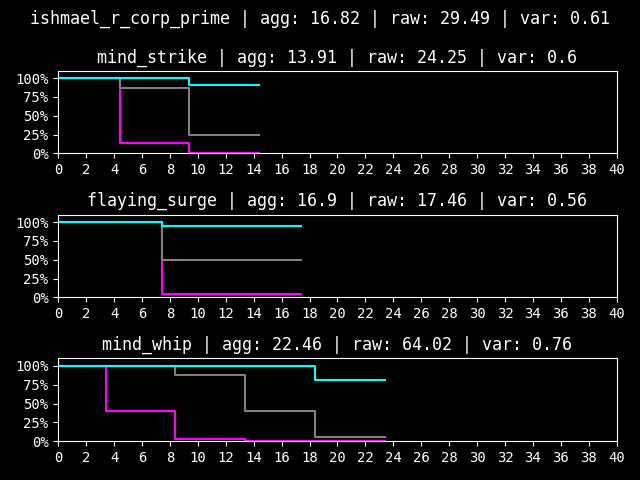 ishmael_r_corp_prime | agg: 16.82 | raw: 29.49 | var: 0.61
mind_strike | agg: 13.91 | raw: 24.25 | var: 0.6
100%
75%
50%
25%
0%
0 2 4 6 8 10 12 14 16 18 20 22 24 26 28 30 32 34 36 38 40
flaying_surge | agg: 16.9 | raw: 17.46 | var: 0.56
100%
75%
50%
25%
0%
0 2 4 6 8 10 12 14 16 18 20 22 24 26 28 30 32 34 36 38 40
mind_whip | agg: 22.46 | raw: 64.02 | var: 0.76
100%
75%
50%
25%
0%
0 2 4 6 8 10 12 14 16 18 20 22 24 26 28 30 32 34 36 38 40